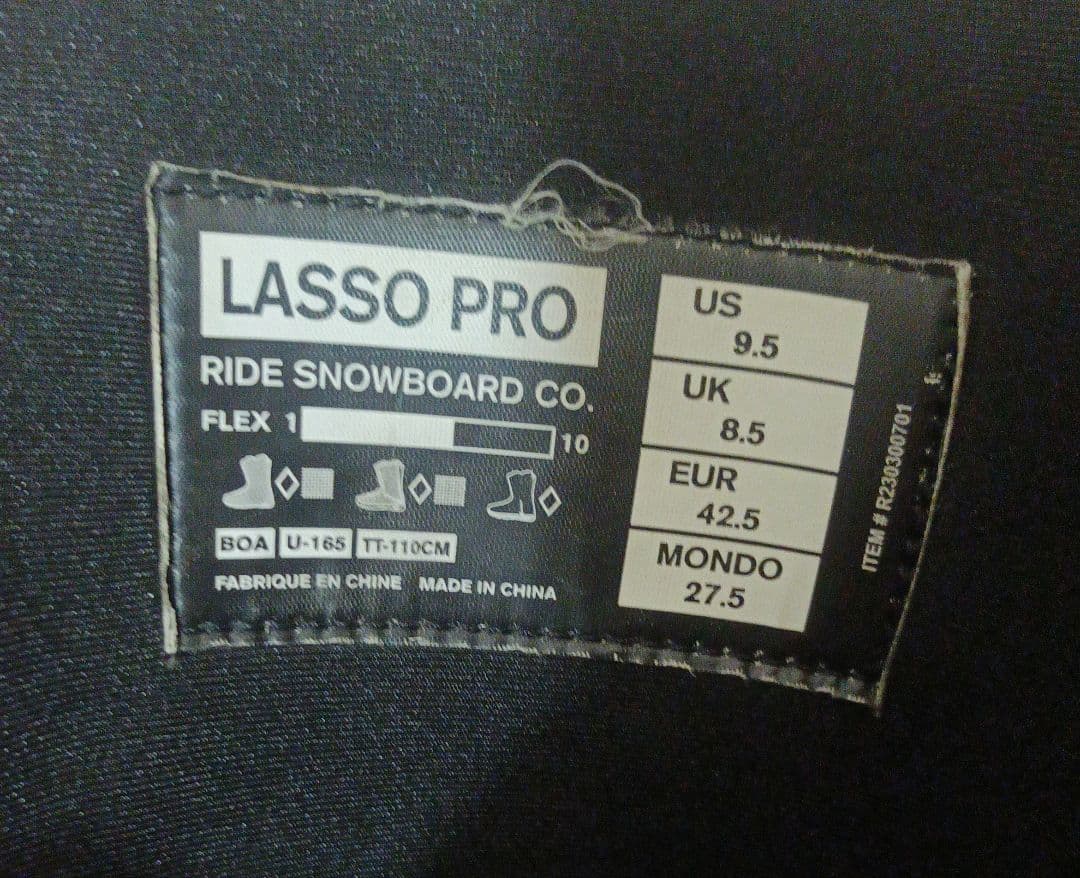 LASSO PRO
RIDE SNOWBOARD CO.
FLEX 1 10
BOA U-165 TT-110CM
FABRIQUE EN CHINE MADE IN CHINA
US
9.5
UK
8.5
EUR
42.5
MONDO
27.5
ITEM # R230300701